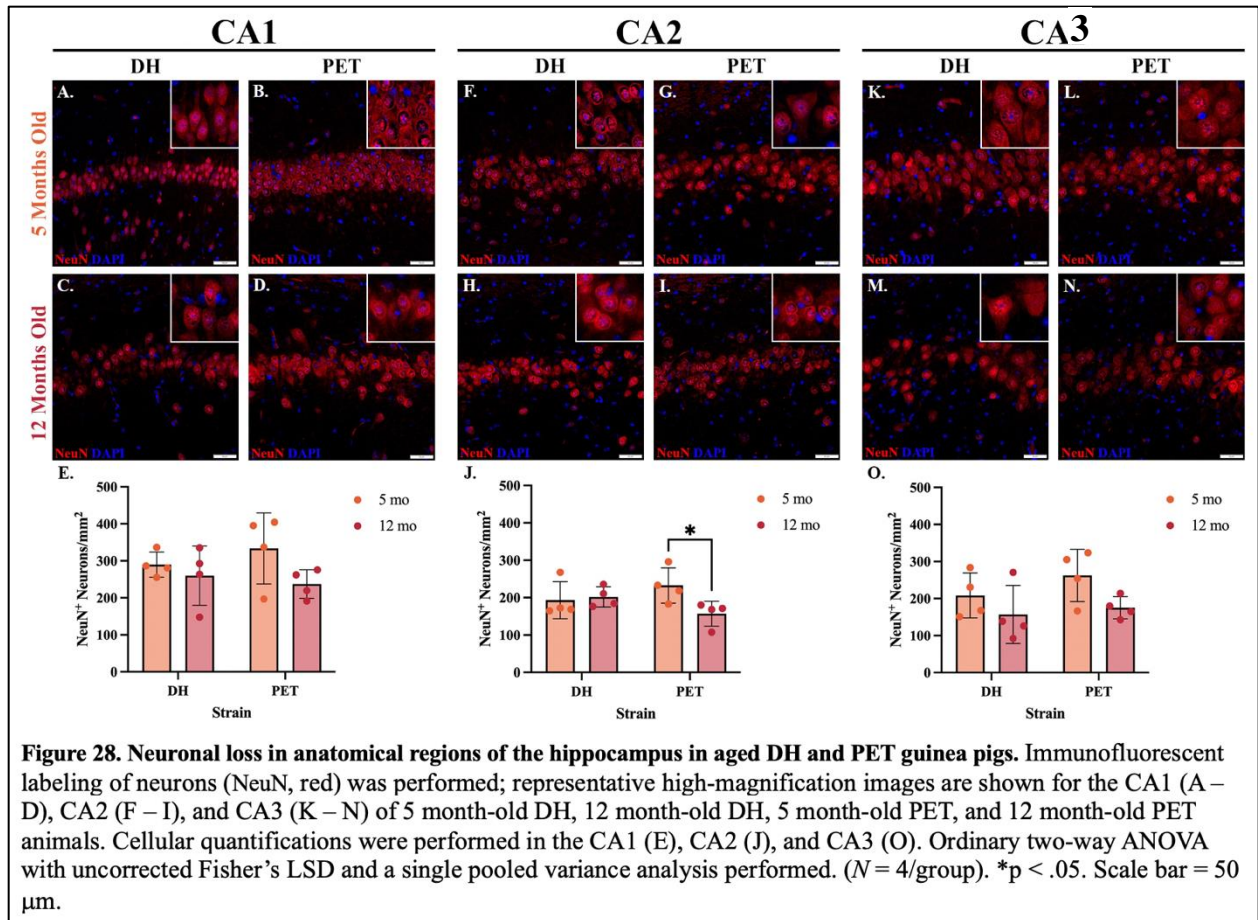 CA1 CA2 CA3
DH PET DH PET DH PET
5 Months Old
A. B. F. G. K. L.
NeuN DAPI NeuN DAPI NeuN DAPI NeuN DAPI NeuN DAPI NeuN DAPI
12 Months Old
C. D. H. I. M. N.
NeuN DAPI NeuN DAPI NeuN DAPI NeuN DAPI NeuN DAPI NeuN DAPI
E.
NeuN⁺ Neurons/mm²
500
400
300
200
100
0
5 mo
12 mo
DH PET
Strain
J.
NeuN⁺ Neurons/mm²
500
400
300
200
100
0
*
5 mo
12 mo
DH PET
Strain
O.
NeuN⁺ Neurons/mm²
500
400
300
200
100
0
5 mo
12 mo
DH PET
Strain
Figure 28. Neuronal loss in anatomical regions of the hippocampus in aged DH and PET guinea pigs. Immunofluorescent
labeling of neurons (NeuN, red) was performed; representative high-magnification images are shown for the CA1 (A –
D), CA2 (F – I), and CA3 (K – N) of 5 month-old DH, 12 month-old DH, 5 month-old PET, and 12 month-old PET
animals. Cellular quantifications were performed in the CA1 (E), CA2 (J), and CA3 (O). Ordinary two-way ANOVA
with uncorrected Fisher’s LSD and a single pooled variance analysis performed. (N = 4/group). *p < .05. Scale bar = 50
μm.